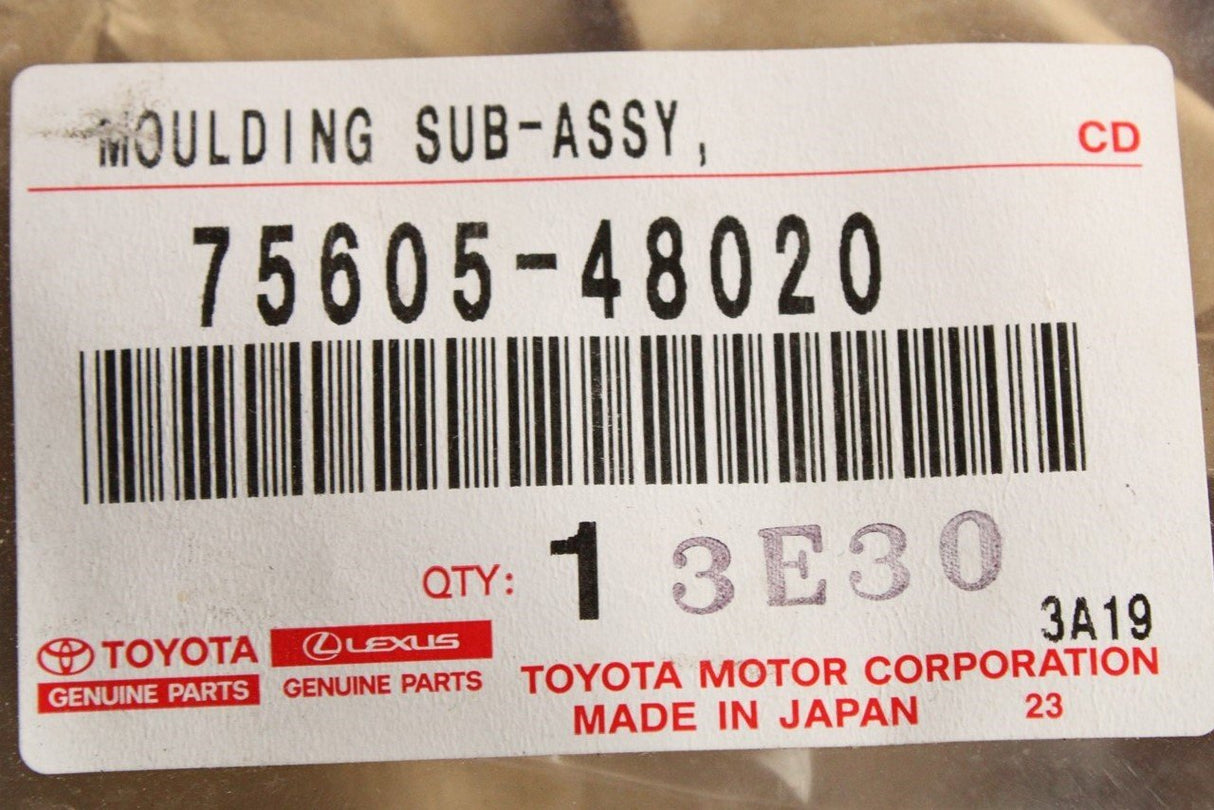 MOULDING SUB-ASSY,
CD
75605-48020
QTY: 1 3E30
3A19
TOYOTA
GENUINE PARTS
LEXUS
GENUINE PARTS
TOYOTA MOTOR CORPORATION
MADE IN JAPAN 23